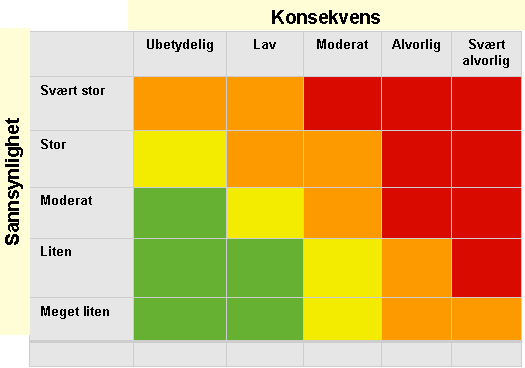 Konsekvens
Sannsynlighet
Ubetydelig
Lav
Moderat
Alvorlig
Svært
alvorlig
Svært stor
Stor
Moderat
Liten
Meget liten